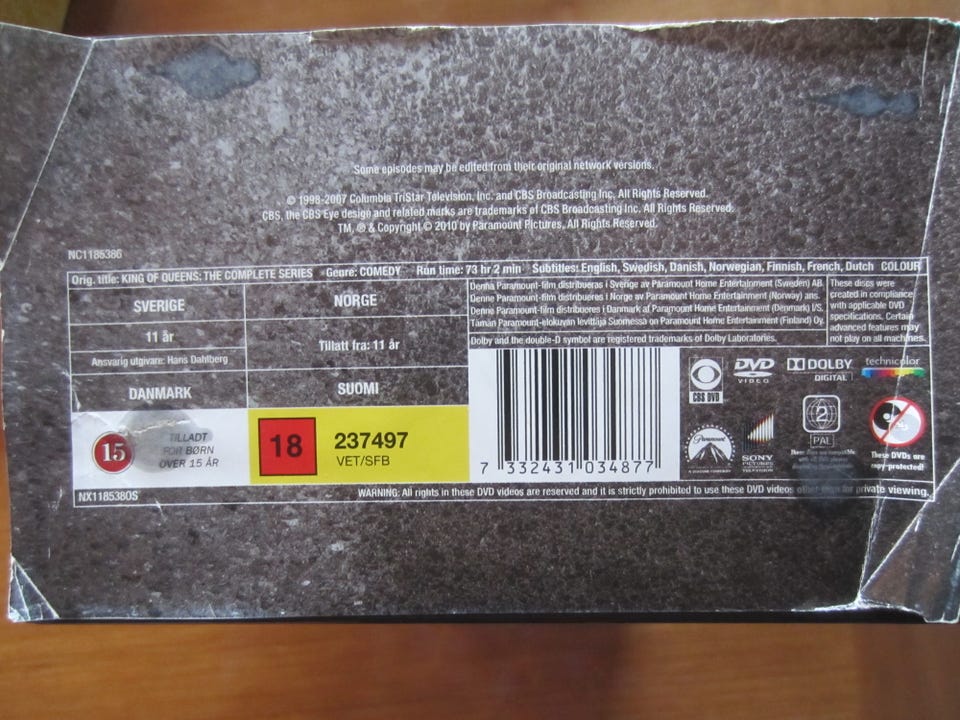 Some episodes may be edited from their original network versions.
© 1998-2007 Columbia TriStar Television, Inc. and CBS Broadcasting Inc. All Rights Reserved.
CBS, the CBS Eye design and related marks are trademarks of CBS Broadcasting Inc. All Rights Reserved.
TM, ® & Copyright © 2010 by Paramount Pictures. All Rights Reserved.
NC1185386
Orig. title: KING OF QUEENS: THE COMPLETE SERIES Genre: COMEDY Run time: 73 hr 2 min Subtitles: English, Swedish, Danish, Norwegian, Finnish, French, Dutch COLOUR
SVERIGE
11 år
Ansvarig utgivare: Hans Dahlberg
NORGE
Tillatt fra: 11 år
DANMARK
15
TILLADT
FOR BØRN
OVER 15 ÅR
SUOMI
18
237497
VET/SFB
Denna Paramount-film distribueras i Sverige av Paramount Home Entertainment (Sweden) AB
Denne Paramount-film distribueres i Norge av Paramount Home Entertainment (Norway) ans.
Denne Paramount-film distribueres i Danmark af Paramount Home Entertainment (Denmark) I/S.
Tämän Paramount-elokuvan levittäjä Suomessa on Paramount Home Entertainment (Finland) Oy.
Dolby and the double-D symbol are registered trademarks of Dolby Laboratories.
These discs were
created in compliance
with applicable DVD
specifications. Certain
advanced features may
not play on all machines.
7 332431 034877
CBS DVD
DVD
VIDEO
DOLBY
DIGITAL
technicolor
Paramount
SONY
PICTURES
TELEVISION
2
PAL
These DVDs are
copy-protected!
NX1185380S
WARNING: All rights in these DVD videos are reserved and it is strictly prohibited to use these DVD videos other than for private viewing.